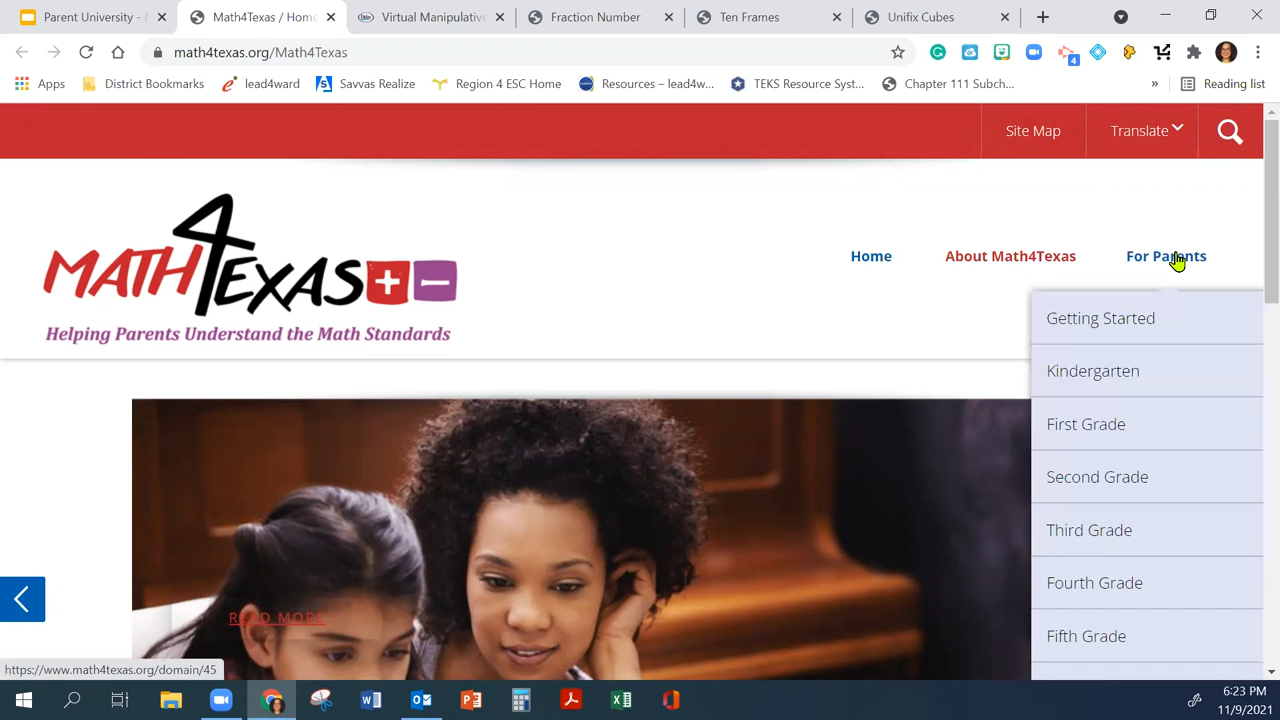 Parent University - M
Math4Texas / Home
Virtual Manipulative
Fraction Number
Ten Frames
Unifix Cubes
math4texas.org/Math4Texas
4
Apps
District Bookmarks
lead4ward
Savvas Realize
Region 4 ESC Home
Resources – lead4w...
TEKS Resource Syst...
Chapter 111 Subch...
»
Reading list
Site Map
Translate
MATH4TEXAS + -
Helping Parents Understand the Math Standards
Home
About Math4Texas
For Parents
Getting Started
Kindergarten
First Grade
Second Grade
Third Grade
Fourth Grade
Fifth Grade
READ MORE
https://www.math4texas.org/domain/45
6:23 PM
11/9/2021